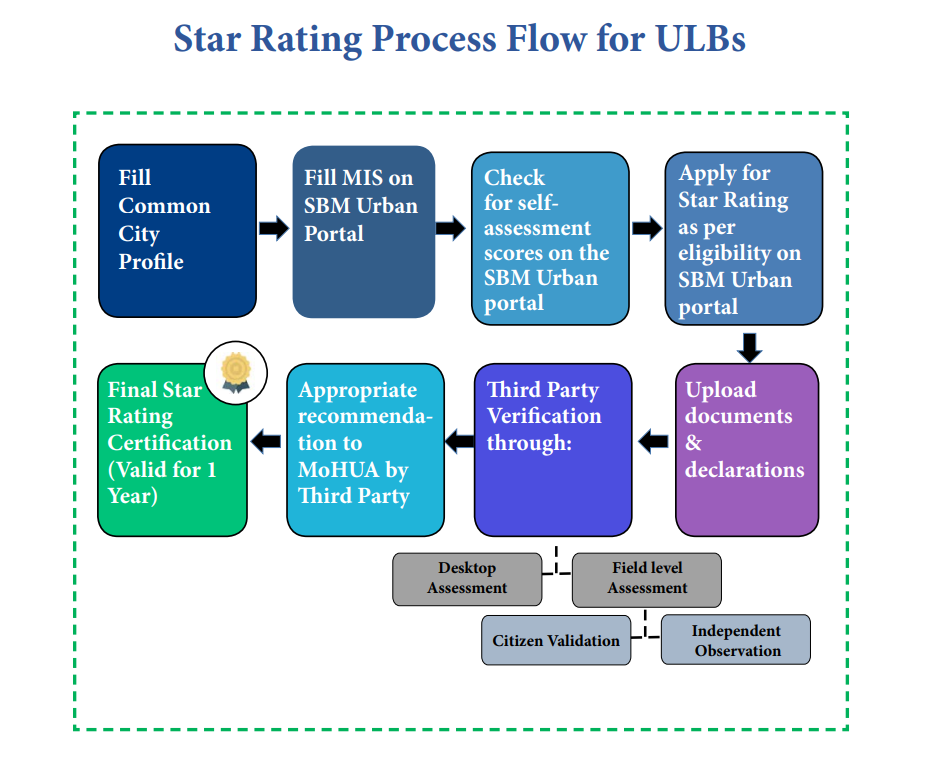 Star Rating Process Flow for ULBs
Fill
Common
City
Profile
Fill MIS on
SBM Urban
Portal
Check
for self-
assessment
scores on the
SBM Urban
portal
Apply for
Star Rating
as per
eligibility on
SBM Urban
portal
Upload
documents
&
declarations
Third Party
Verification
through:
Appropriate
recommenda-
tion to
MoHUA by
Third Party
Final Star
Rating
Certification
(Valid for 1
Year)
Desktop
Assessment
Field level
Assessment
Citizen Validation
Independent
Observation